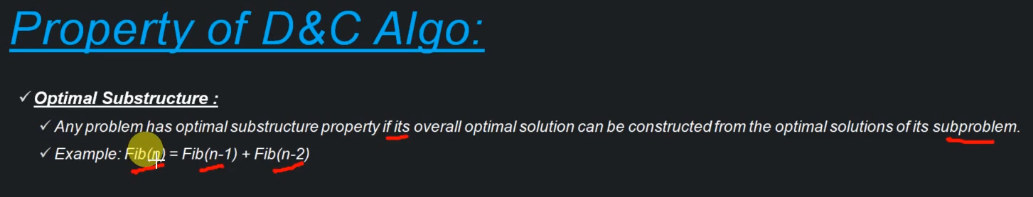 Property of D&C Algo:
✓ Optimal Substructure :
✓ Any problem has optimal substructure property if its overall optimal solution can be constructed from the optimal solutions of its subproblem.
✓ Example: Fib(n) = Fib(n-1) + Fib(n-2)